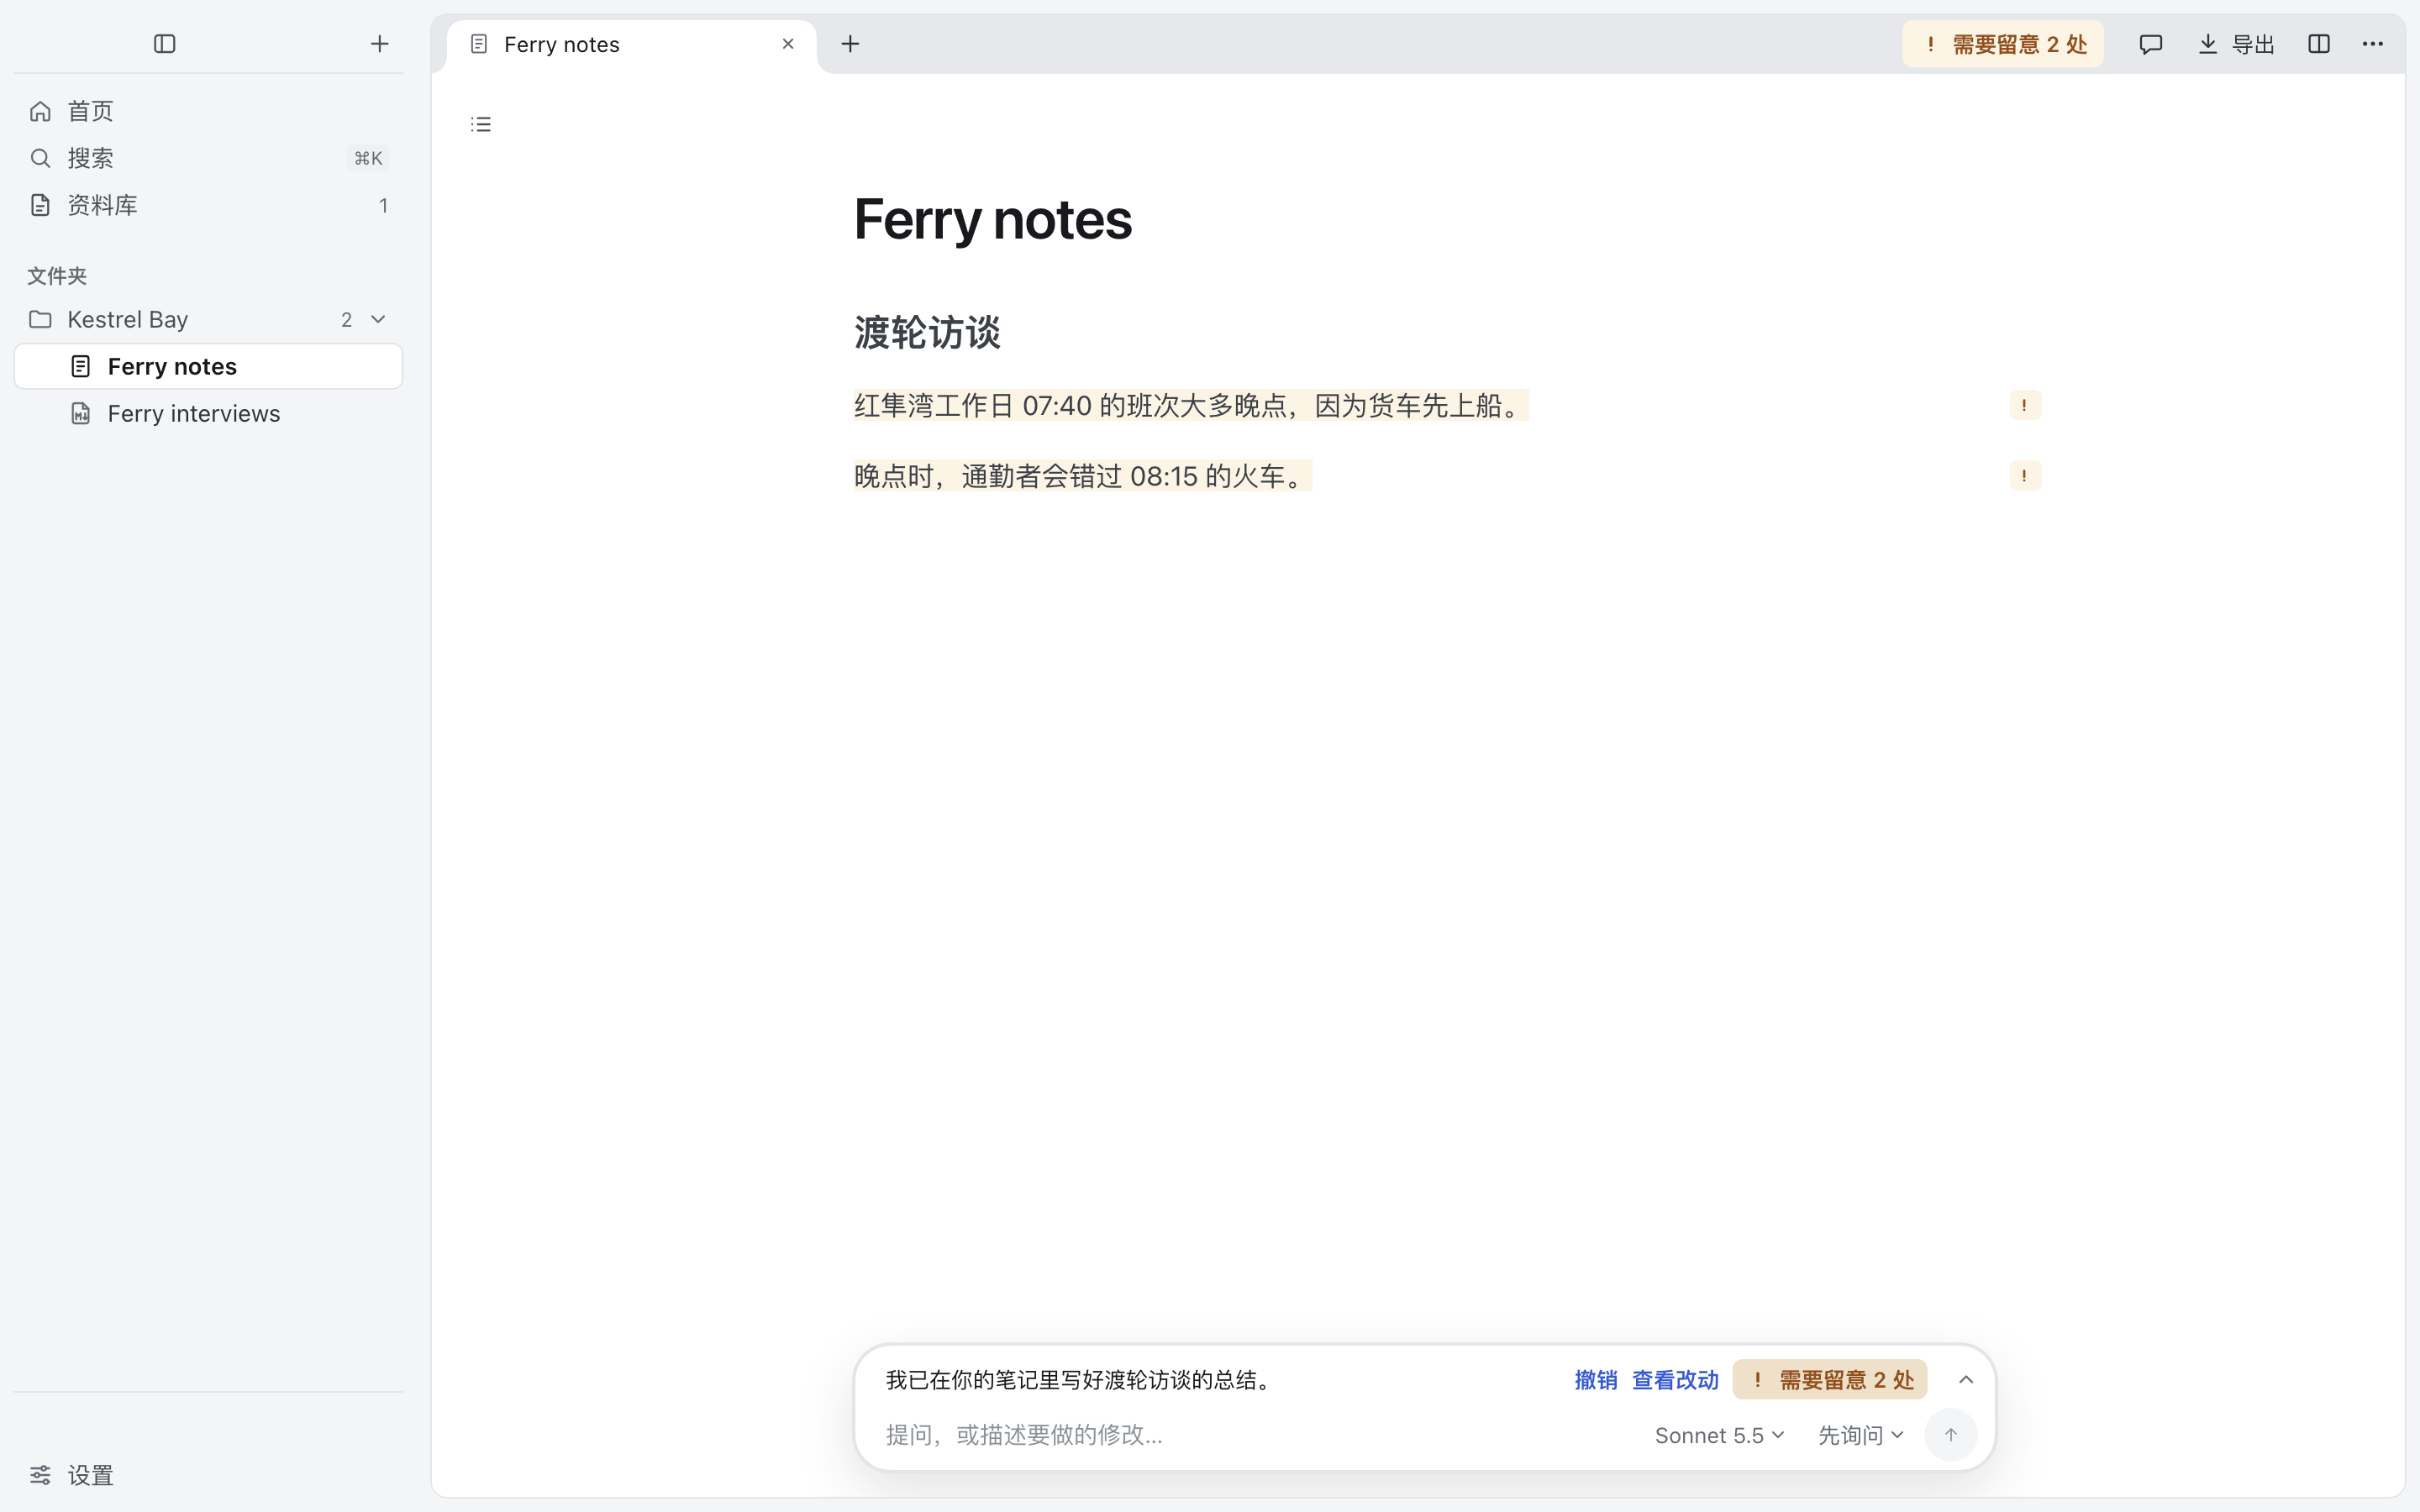 Ferry notes
! 需要留意 2 处
导出
首页
搜索 ⌘K
资料库 1
文件夹
Kestrel Bay 2
Ferry notes
Ferry interviews
设置
Ferry notes
渡轮访谈
红隼湾工作日 07:40 的班次大多晚点，因为货车先上船。 !
晚点时，通勤者会错过 08:15 的火车。 !
我已在你的笔记里写好渡轮访谈的总结。 撤销 查看改动 ! 需要留意 2 处
提问，或描述要做的修改... Sonnet 5.5 先询问